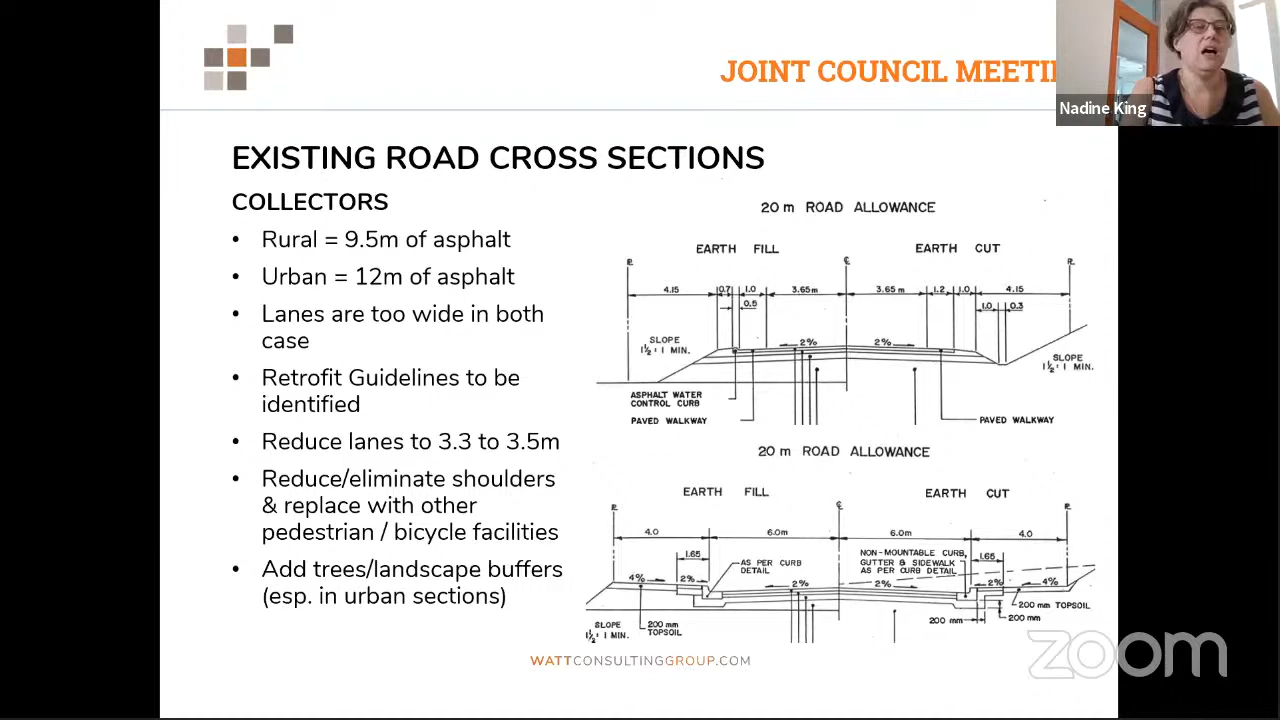 JOINT COUNCIL MEETI
Nadine King
EXISTING ROAD CROSS SECTIONS
COLLECTORS
• Rural = 9.5m of asphalt
• Urban = 12m of asphalt
• Lanes are too wide in both
case
• Retrofit Guidelines to be
identified
• Reduce lanes to 3.3 to 3.5m
• Reduce/eliminate shoulders
& replace with other
pedestrian / bicycle facilities
• Add trees/landscape buffers
(esp. in urban sections)
20 m ROAD ALLOWANCE
EARTH FILL
EARTH CUT
4.15 0.7 1.0 3.65 m 3.65 m 1.2 1.0 4.15
0.5 1.0 0.3
SLOPE
1½:1 MIN.
2% 2%
SLOPE
1½:1 MIN.
ASPHALT WATER
CONTROL CURB
PAVED WALKWAY
PAVED WALKWAY
20 m ROAD ALLOWANCE
EARTH FILL
EARTH CUT
4.0 6.0m 6.0m 4.0
1.65
AS PER CURB
DETAIL
NON-MOUNTABLE CURB,
GUTTER & SIDEWALK
AS PER CURB DETAIL
1.65
4% 2% 2% 2% 2% 4%
SLOPE
1½:1 MIN.
200 mm
TOPSOIL
200 mm
200 mm TOPSOIL
200 mm
WATTCONSULTINGGROUP.COM
zoom